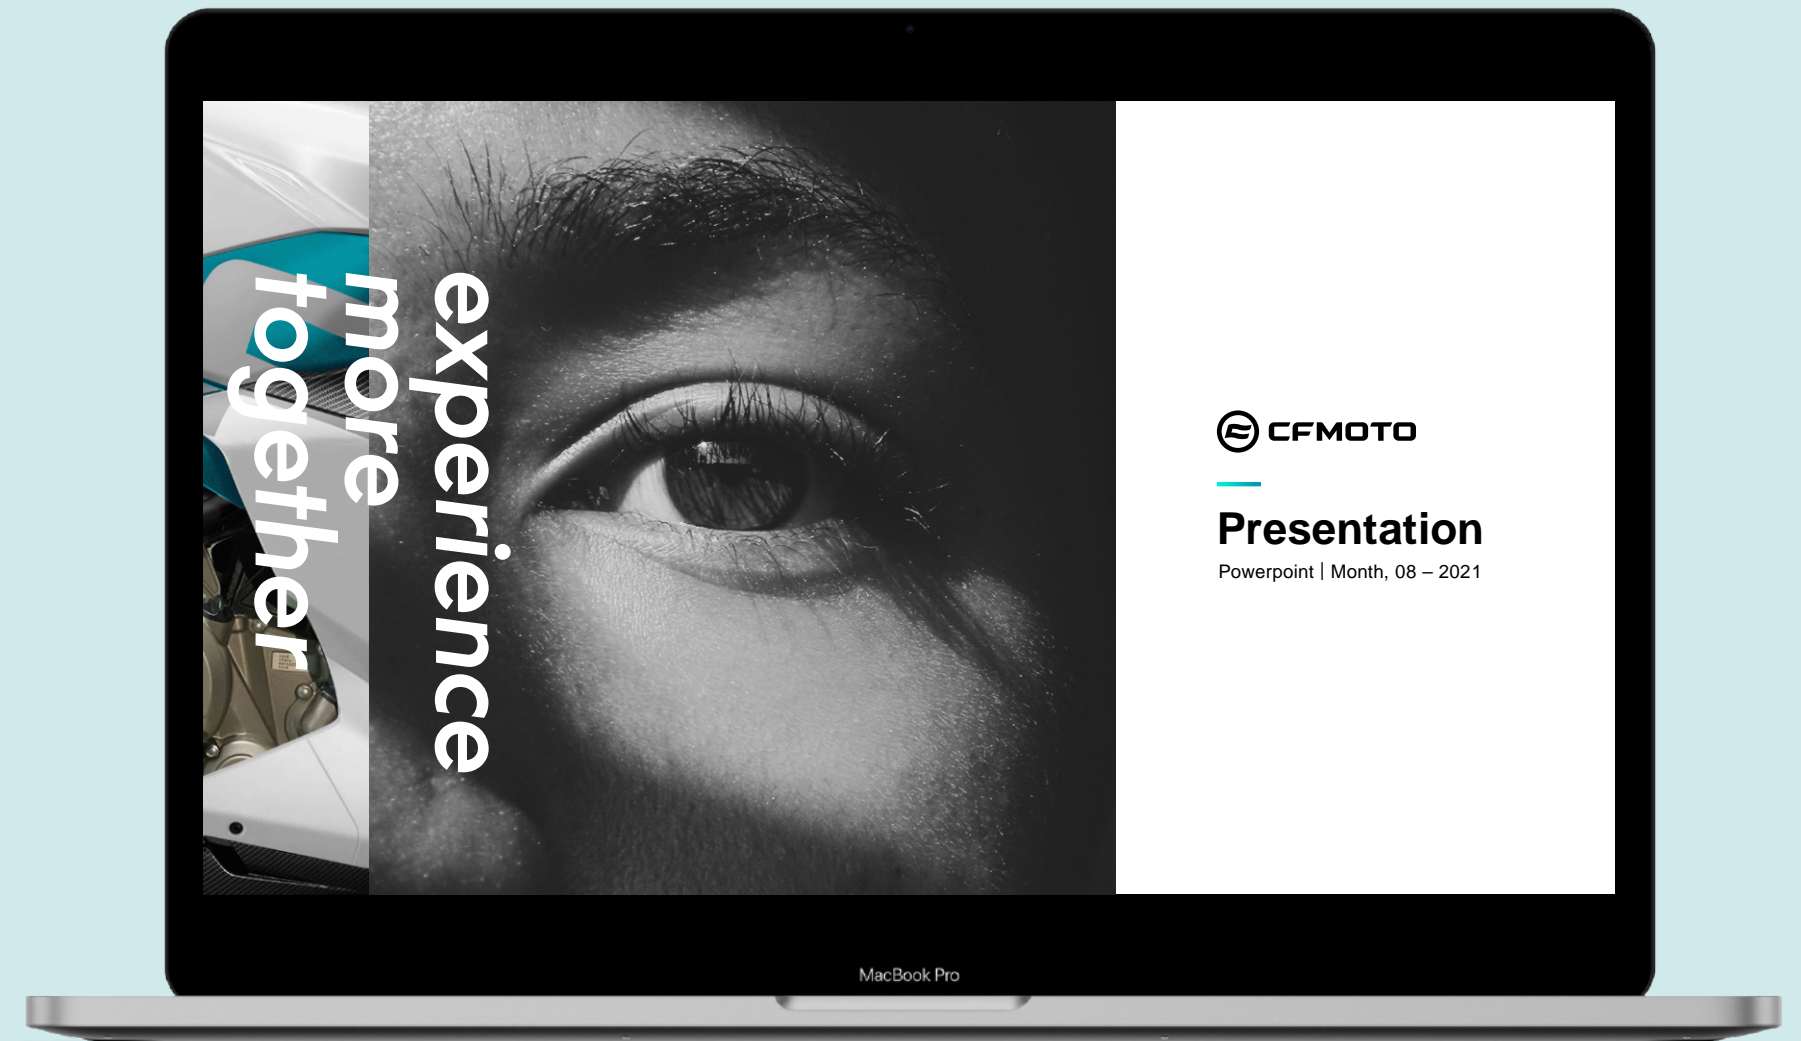 experience
more
together
CFMOTO
Presentation
Powerpoint | Month, 08 – 2021
MacBook Pro